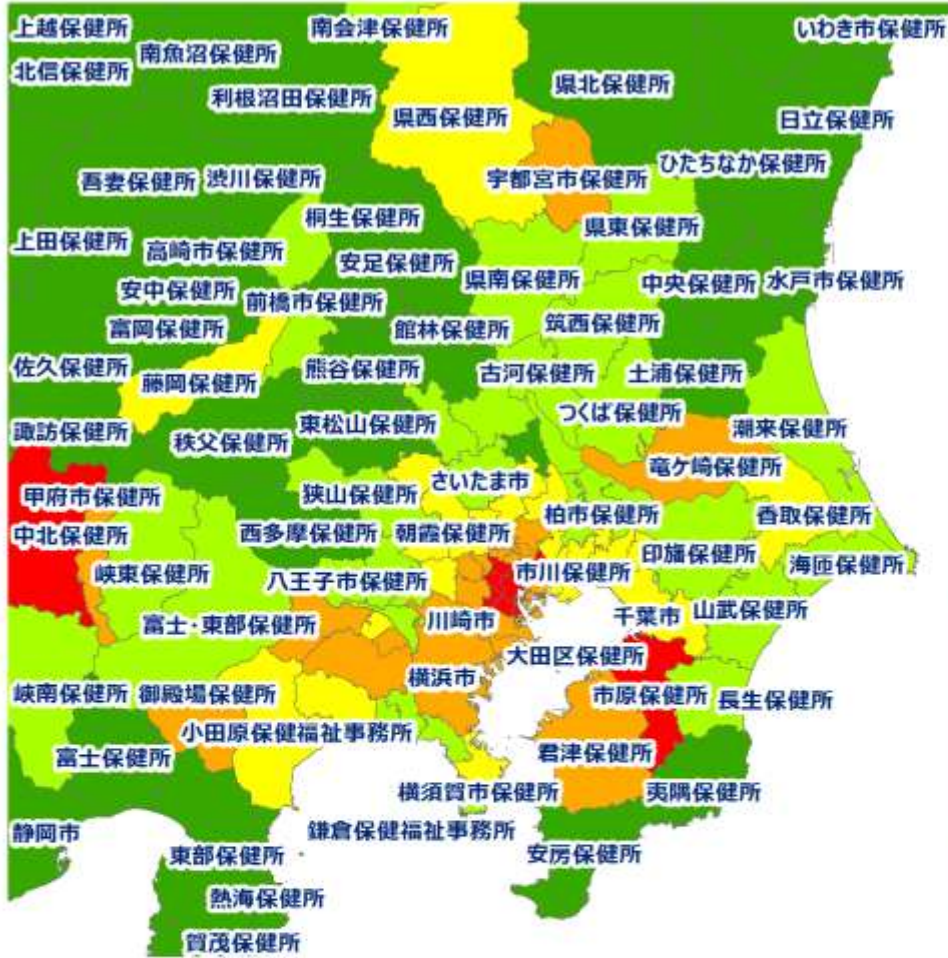 上越保健所
南会津保健所
いわき市保健所
南魚沼保健所
北信保健所
県北保健所
利根沼田保健所
県西保健所
日立保健所
ひたちなか保健所
吾妻保健所
渋川保健所
宇都宮市保健所
桐生保健所
県東保健所
上田保健所
高崎市保健所
安足保健所
県南保健所
中央保健所
水戸市保健所
安中保健所
前橋市保健所
富岡保健所
館林保健所
筑西保健所
佐久保健所
藤岡保健所
熊谷保健所
古河保健所
土浦保健所
つくば保健所
諏訪保健所
秩父保健所
東松山保健所
潮来保健所
竜ケ崎保健所
甲府市保健所
狭山保健所
さいたま市
中北保健所
西多摩保健所
朝霞保健所
柏市保健所
香取保健所
印旛保健所
海匝保健所
峡東保健所
八王子市保健所
市川保健所
富士・東部保健所
川崎市
千葉市
山武保健所
大田区保健所
横浜市
峡南保健所
御殿場保健所
市原保健所
長生保健所
小田原保健福祉事務所
富士保健所
君津保健所
横須賀市保健所
夷隅保健所
静岡市
鎌倉保健福祉事務所
東部保健所
安房保健所
熱海保健所
賀茂保健所